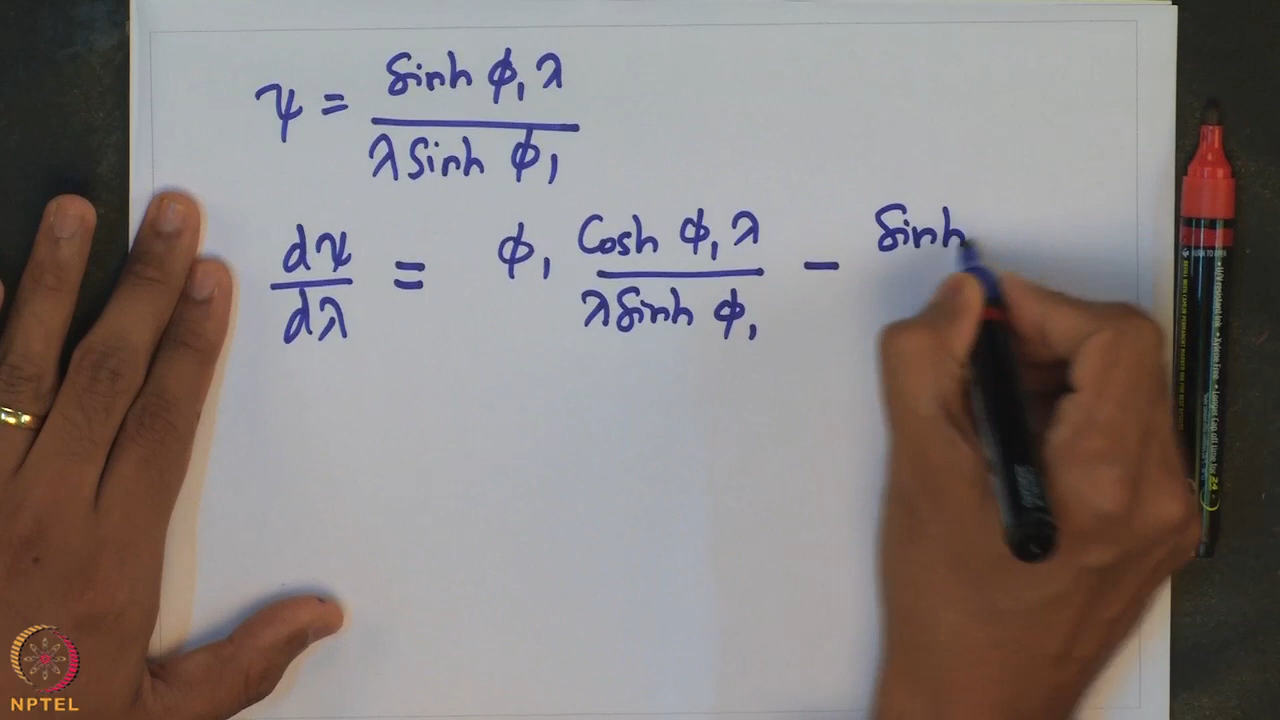 ψ = sinh φ₁ λ / λ sinh φ₁
dψ/dλ = φ₁ cosh φ₁ λ / λ sinh φ₁ − sinh
NPTEL